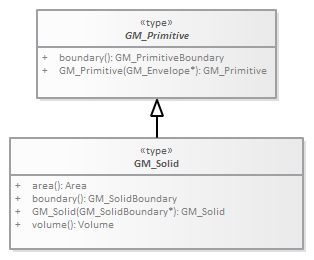 «type»
GM_Primitive
+ boundary(): GM_PrimitiveBoundary
+ GM_Primitive(GM_Envelope*): GM_Primitive
«type»
GM_Solid
+ area(): Area
+ boundary(): GM_SolidBoundary
+ GM_Solid(GM_SolidBoundary*): GM_Solid
+ volume(): Volume